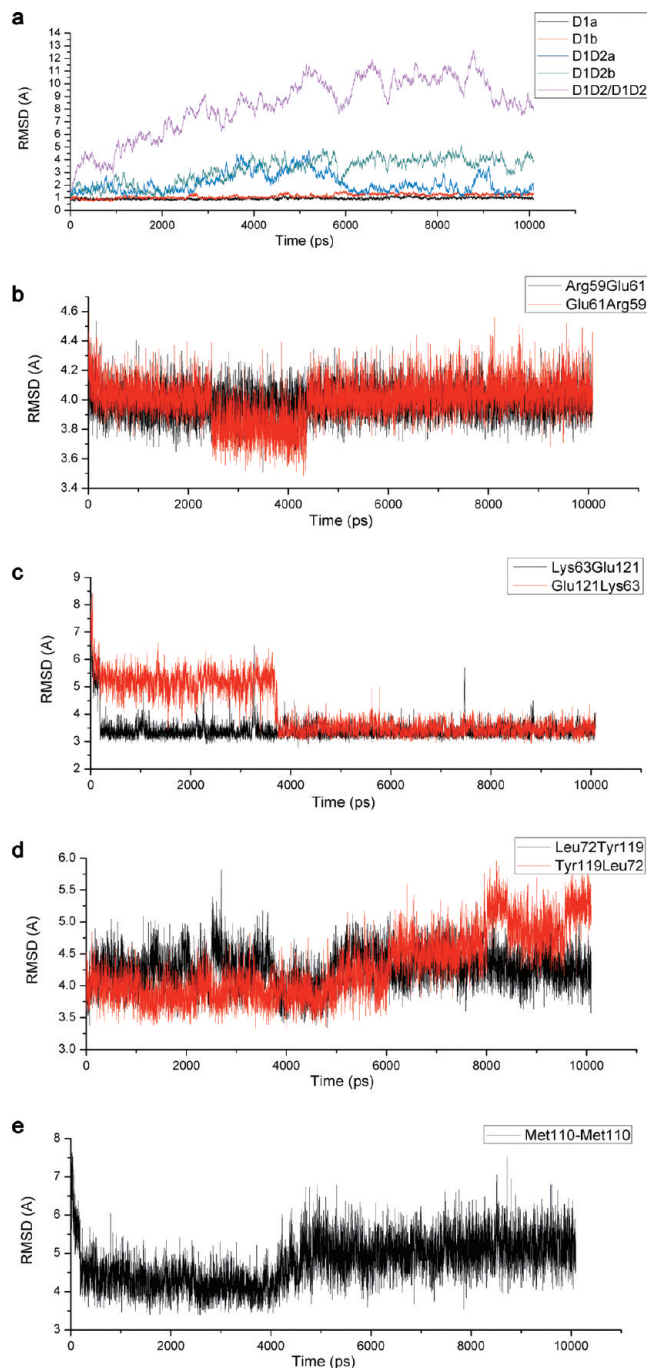 a
D1a
D1b
D1D2a
D1D2b
D1D2/D1D2
RMSD (A)
14
13
12
11
10
9
8
7
6
5
4
3
2
1
0
0 2000 4000 6000 8000 10000
Time (ps)
b
Arg59Glu61
Glu61Arg59
RMSD (A)
4.6
4.4
4.2
4.0
3.8
3.6
3.4
0 2000 4000 6000 8000 10000
Time (ps)
c
Lys63Glu121
Glu121Lys63
RMSD (A)
9
8
7
6
5
4
3
2
0 2000 4000 6000 8000 10000
Time (ps)
d
Leu72Tyr119
Tyr119Leu72
RMSD (A)
6.0
5.5
5.0
4.5
4.0
3.5
3.0
0 2000 4000 6000 8000 10000
Time (ps)
e
Met110-Met110
RMSD (A)
8
7
6
5
4
3
0 2000 4000 6000 8000 10000
Time (ps)